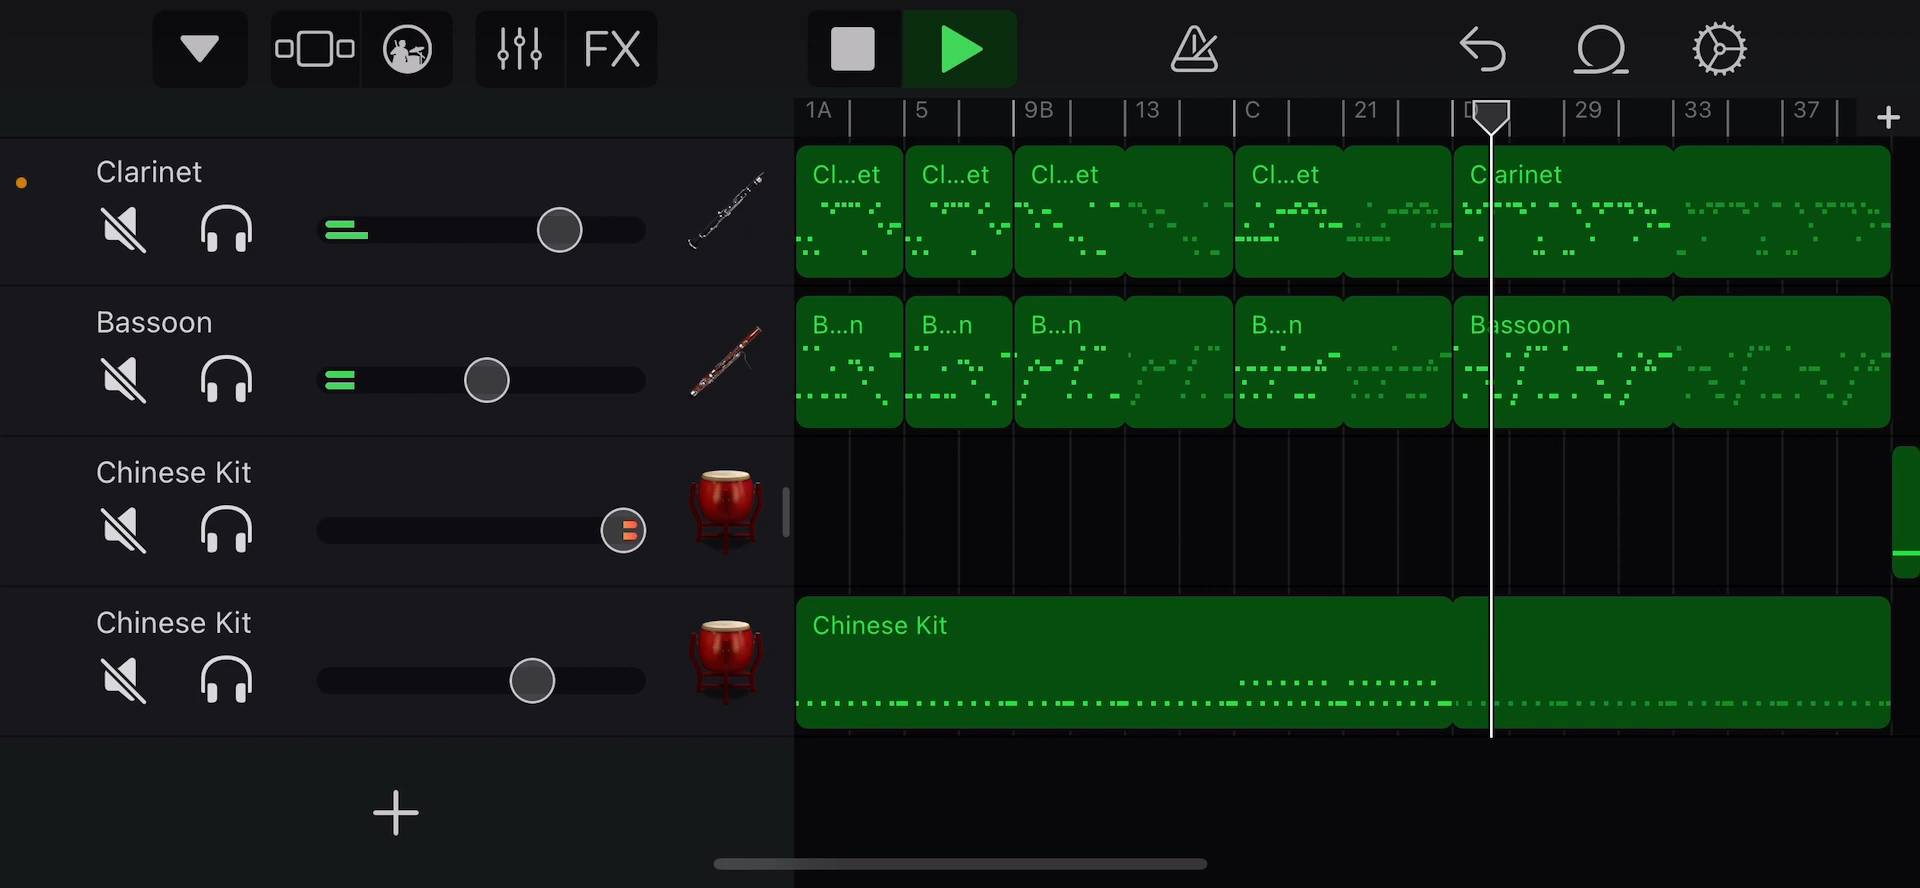 FX
1A 5 9B 13 C 21 D 29 33 37
Clarinet
Cl...et Cl...et Cl...et Cl...et Clarinet
Bassoon
B...n B...n B...n B...n Bassoon
Chinese Kit
Chinese Kit
Chinese Kit